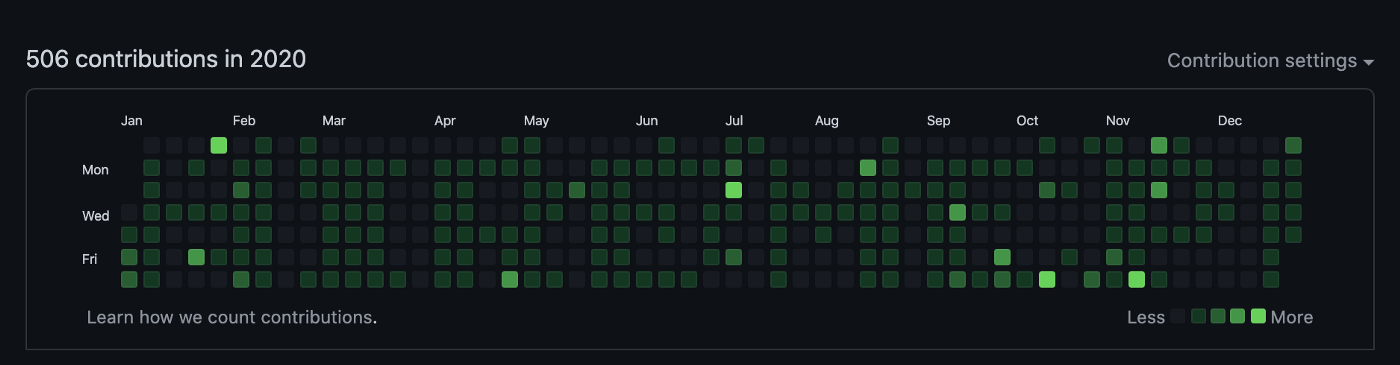 506 contributions in 2020
Contribution settings
Jan Feb Mar Apr May Jun Jul Aug Sep Oct Nov Dec
Mon
Wed
Fri
Learn how we count contributions.
Less More